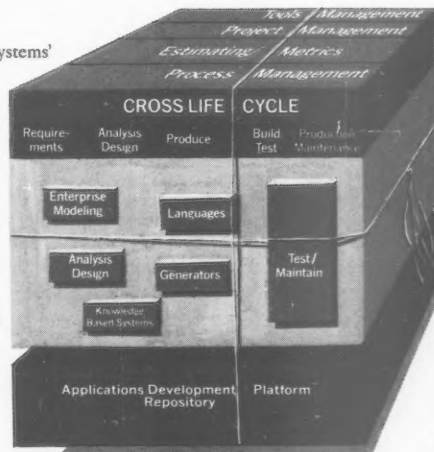 ystems'
Tools Management
Project Management
Estimating/ Metrics
Process Management
CROSS LIFE CYCLE
Require-
ments
Analysis
Design
Produce
Build
Test
Production
Maintenance
Enterprise
Modeling
Languages
Analysis
Design
Generators
Knowledge
Based Systems
Test/
Maintain
Applications Development Platform
Repository